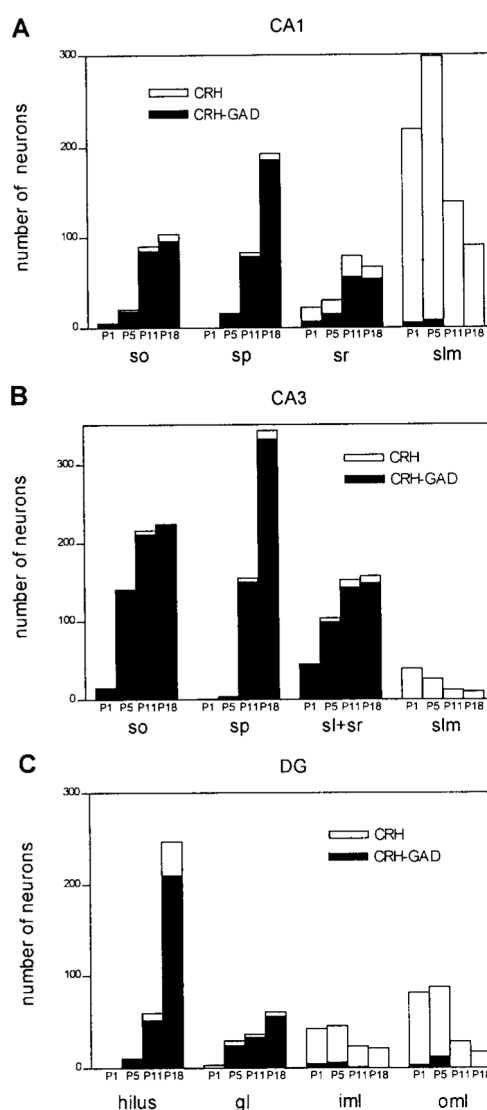 A
CA1
300
200
100
0
number of neurons
CRH
CRH-GAD
P1 P5 P11 P18 P1 P5 P11 P18 P1 P5 P11 P18 P1 P5 P11 P18
so sp sr slm
B
CA3
300
200
100
0
number of neurons
CRH
CRH-GAD
P1 P5 P11 P18 P1 P5 P11 P18 P1 P5 P11 P18 P1 P5 P11 P18
so sp sl+sr slm
C
DG
300
200
100
0
number of neurons
CRH
CRH-GAD
P1 P5 P11 P18 P1 P5 P11 P18 P1 P5 P11 P18 P1 P5 P11 P18
hilus gl iml oml